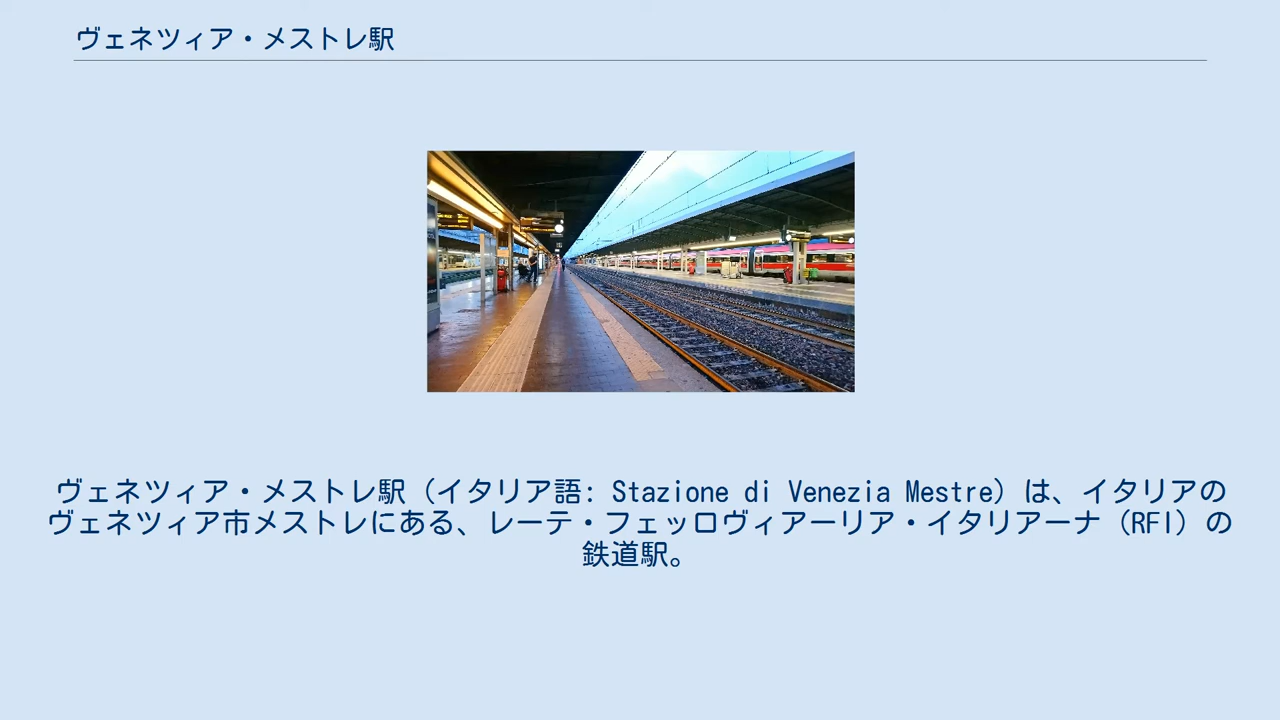 ヴェネツィア・メストレ駅
ヴェネツィア・メストレ駅（イタリア語: Stazione di Venezia Mestre）は、イタリアの
ヴェネツィア市メストレにある、レーテ・フェッロヴィアーリア・イタリアーナ（RFI）の
鉄道駅。